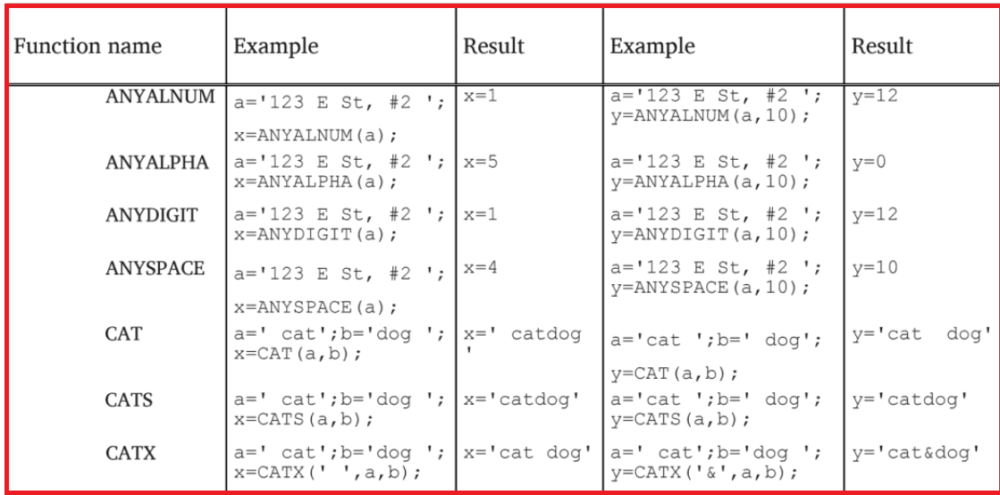 Function name Example Result Example Result
ANYALNUM a='123 E St, #2 '; x=1 a='123 E St, #2 '; y=12
x=ANYALNUM(a); y=ANYALNUM(a,10);
ANYALPHA a='123 E St, #2 '; x=5 a='123 E St, #2 '; y=0
x=ANYALPHA(a); y=ANYALPHA(a,10);
ANYDIGIT a='123 E St, #2 '; x=1 a='123 E St, #2 '; y=12
x=ANYDIGIT(a); y=ANYDIGIT(a,10);
ANYSPACE a='123 E St, #2 '; x=4 a='123 E St, #2 '; y=10
x=ANYSPACE(a); y=ANYSPACE(a,10);
CAT a=' cat';b='dog '; x=' catdog a='cat ';b=' dog'; y='cat  dog'
x=CAT(a,b); ' y=CAT(a,b);
CATS a=' cat';b='dog '; x='catdog' a='cat ';b=' dog'; y='catdog'
x=CATS(a,b); y=CATS(a,b);
CATX a=' cat';b='dog '; x='cat dog' a=' cat';b='dog '; y='cat&dog'
x=CATX(' ',a,b); y=CATX('&',a,b);